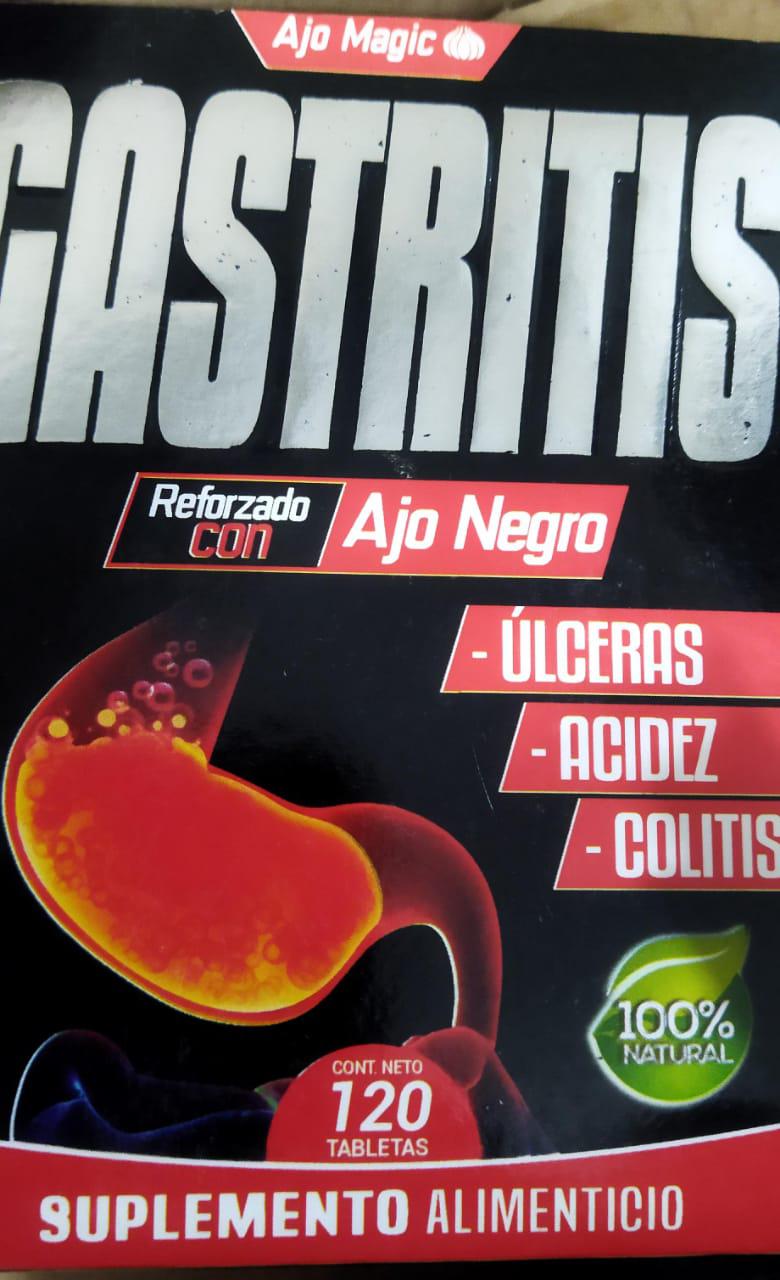 Ajo Magic
GASTRITIS
Reforzado
con
Ajo Negro
- ÚLCERAS
- ACIDEZ
- COLITIS
100%
NATURAL
CONT. NETO
120
TABLETAS
SUPLEMENTO ALIMENTICIO